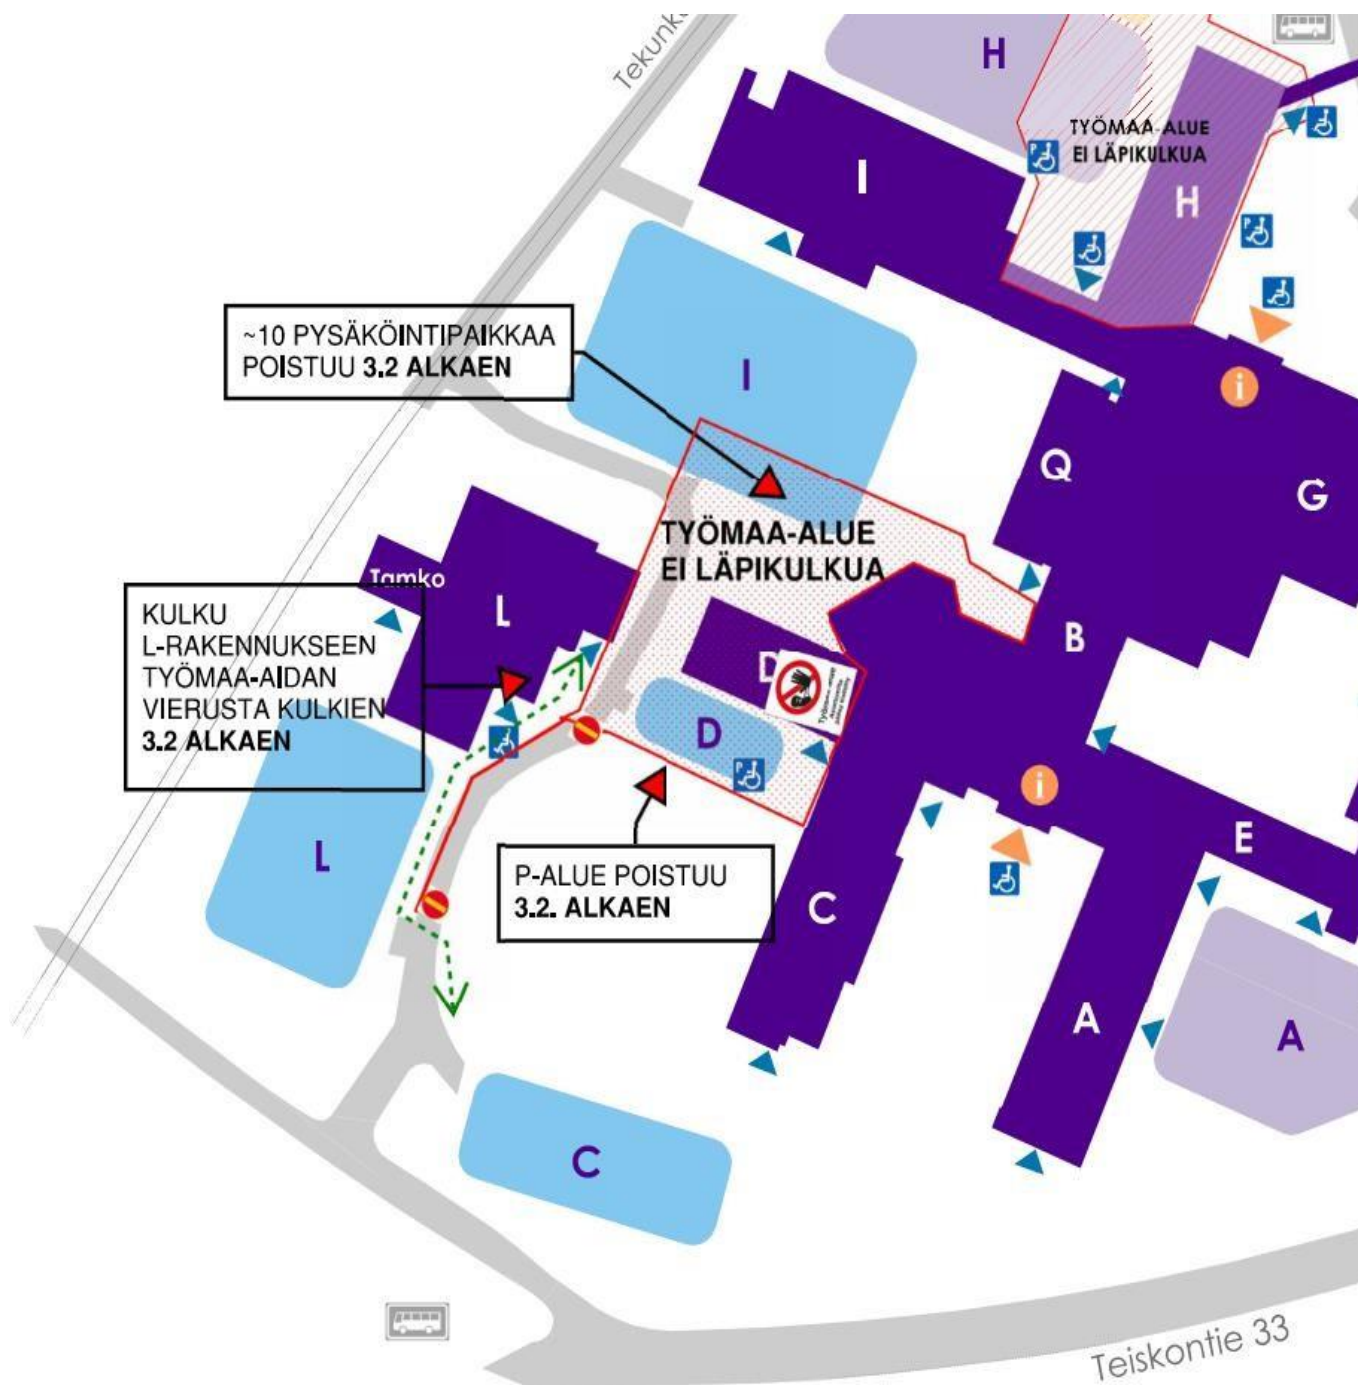 Tekunk
H
TYÖMAA-ALUE
EI LÄPIKULKUA
I
H
~10 PYSÄKÖINTIPAIKKAA
POISTUU 3.2 ALKAEN
I
i
Q
G
TYÖMAA-ALUE
EI LÄPIKULKUA
Tamko
L
KULKU
L-RAKENNUKSEEN
TYÖMAA-AIDAN
VIERUSTA KULKIEN
3.2 ALKAEN
B
D
D
P
i
E
L
P-ALUE POISTUU
3.2. ALKAEN
C
A
A
C
Teiskontie 33